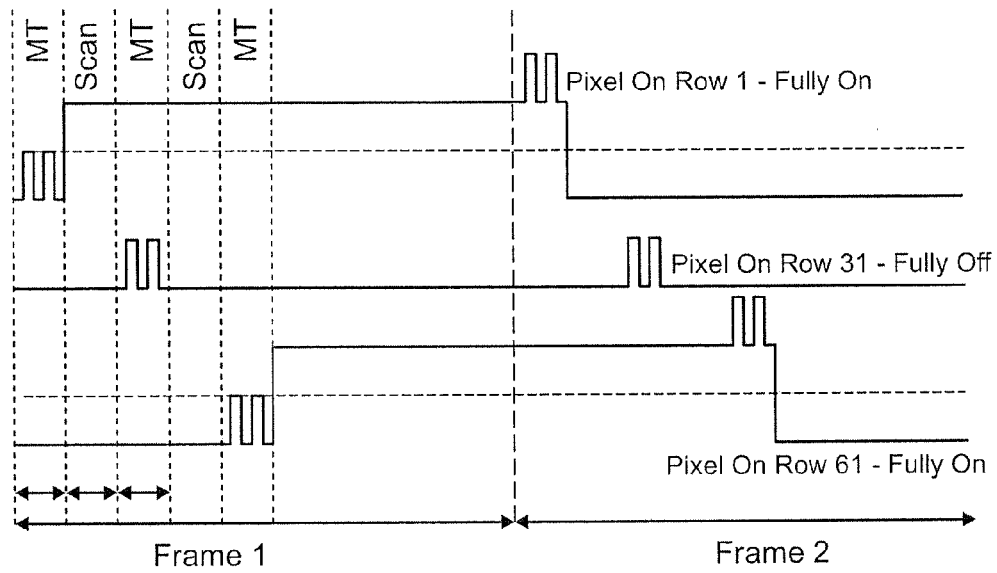 MT
Scan
MT
Scan
MT
Pixel On Row 1 - Fully On
Pixel On Row 31 - Fully Off
Pixel On Row 61 - Fully On
Frame 1
Frame 2